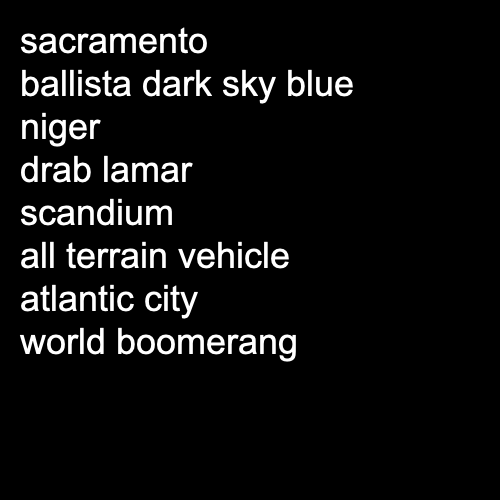 sacramento
ballista dark sky blue
niger
drab lamar
scandium
all terrain vehicle
atlantic city
world boomerang